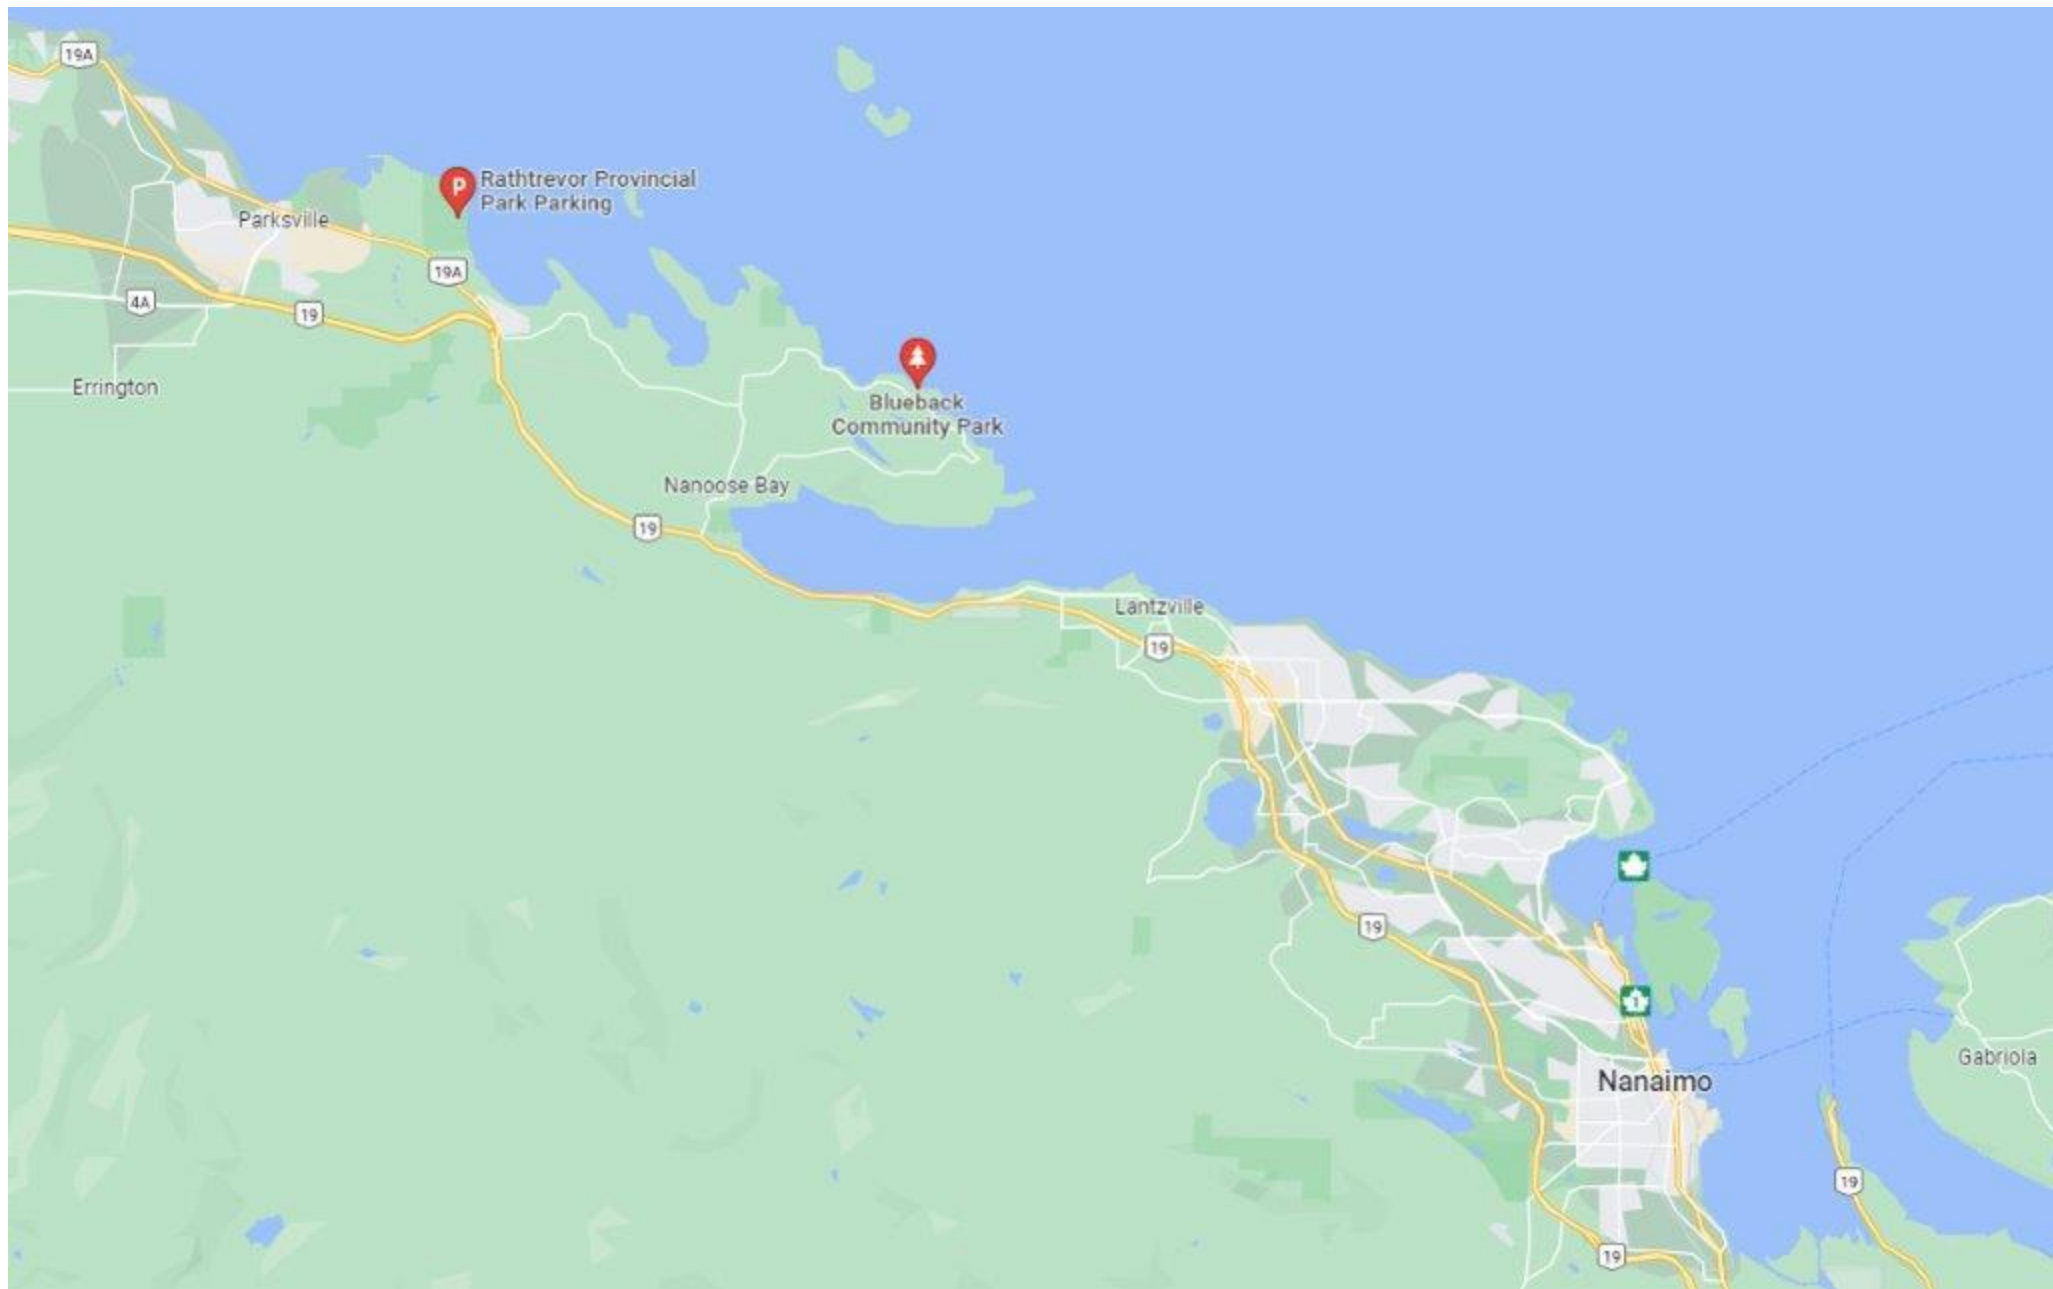 19A
P
Rathtrevor Provincial
Park Parking
Parksville
19A
4A
19
Errington
Blueback
Community Park
Nanoose Bay
19
Lantzville
19
19
1
Gabriola
Nanaimo
19
19